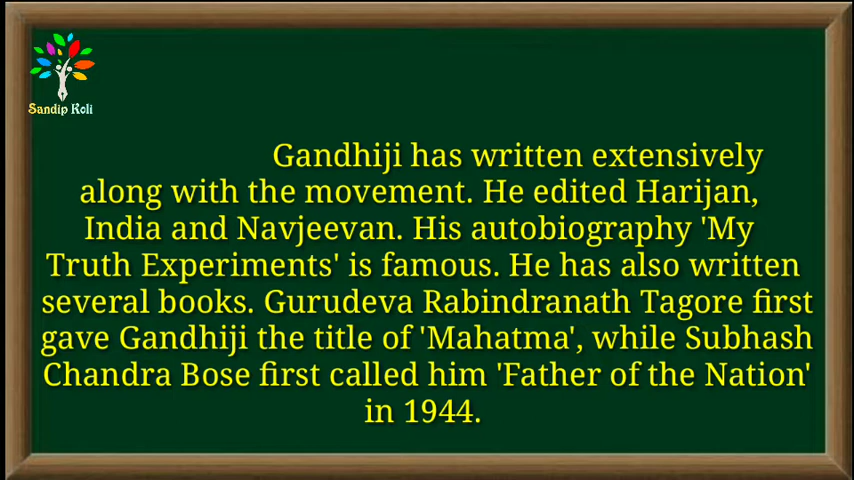 Sandip Koli
Gandhiji has written extensively
along with the movement. He edited Harijan,
India and Navjeevan. His autobiography 'My
Truth Experiments' is famous. He has also written
several books. Gurudeva Rabindranath Tagore first
gave Gandhiji the title of 'Mahatma', while Subhash
Chandra Bose first called him 'Father of the Nation'
in 1944.